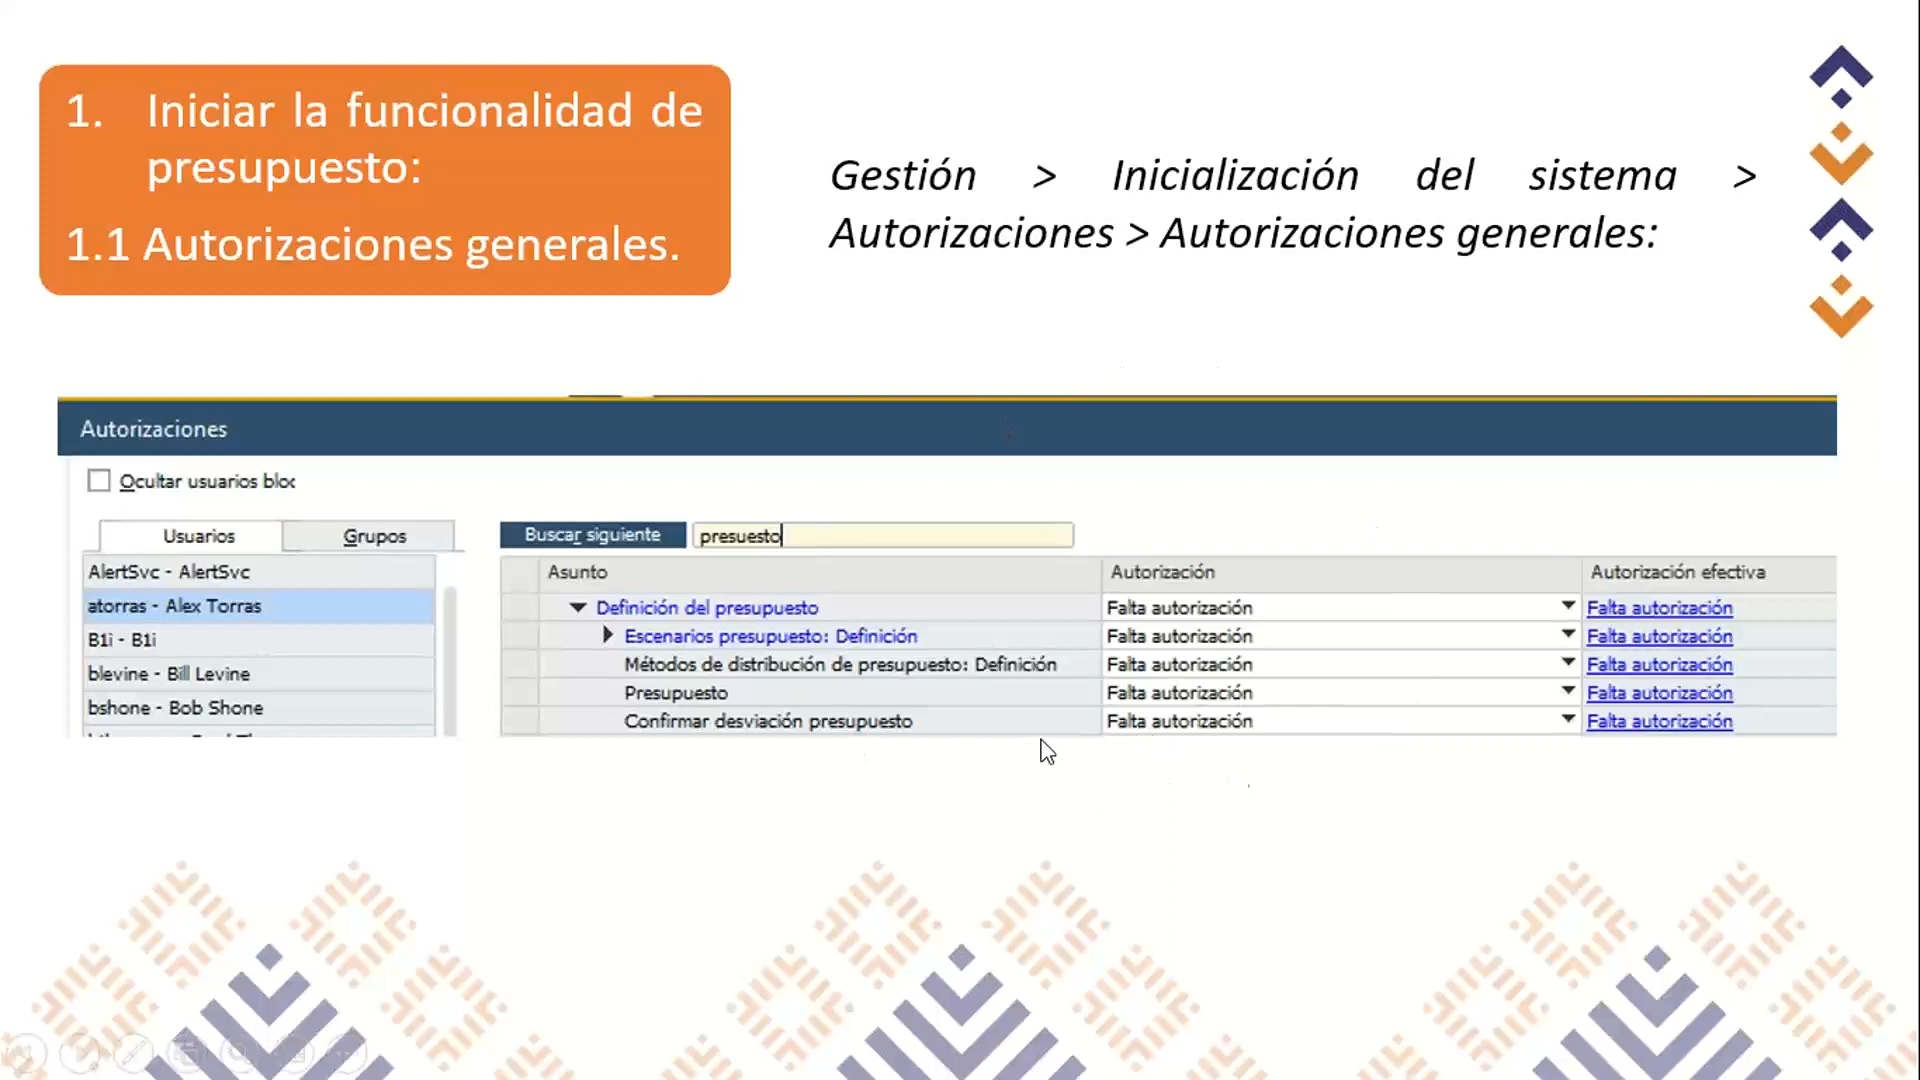 1. Iniciar la funcionalidad de
presupuesto:
1.1 Autorizaciones generales.
Gestión > Inicialización del sistema >
Autorizaciones > Autorizaciones generales:
Autorizaciones
Ocultar usuarios bloc
Usuarios Grupos
AlertSvc - AlertSvc
atorras - Alex Torras
B1i - B1i
blevine - Bill Levine
bshone - Bob Shone
Buscar siguiente presuesto
Asunto Autorización Autorización efectiva
Definición del presupuesto Falta autorización Falta autorización
Escenarios presupuesto: Definición Falta autorización Falta autorización
Métodos de distribución de presupuesto: Definición Falta autorización Falta autorización
Presupuesto Falta autorización Falta autorización
Confirmar desviación presupuesto Falta autorización Falta autorización